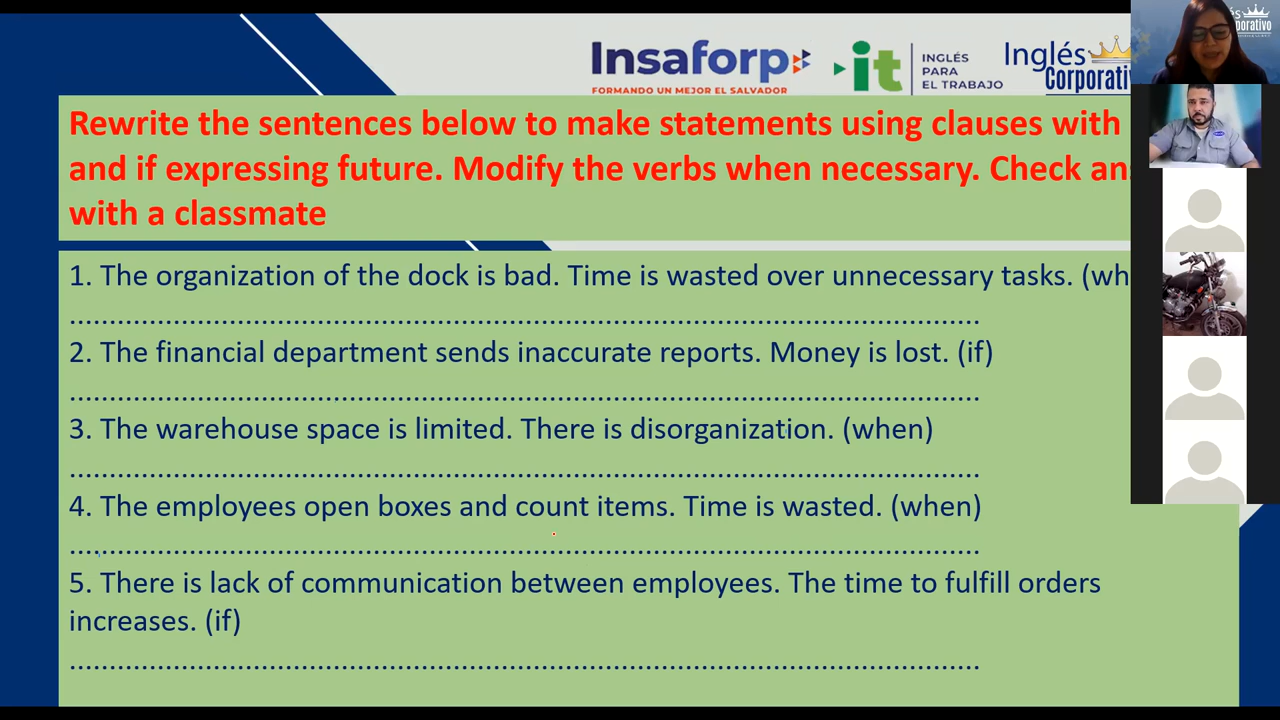 Insaforp
FORMANDO UN MEJOR EL SALVADOR
it
INGLÉS
PARA
EL TRABAJO
Inglés
Corporativ
és
porativo
Rewrite the sentences below to make statements using clauses with
and if expressing future. Modify the verbs when necessary. Check an
with a classmate
1. The organization of the dock is bad. Time is wasted over unnecessary tasks. (wh
................................................................................................................
2. The financial department sends inaccurate reports. Money is lost. (if)
................................................................................................................
3. The warehouse space is limited. There is disorganization. (when)
................................................................................................................
4. The employees open boxes and count items. Time is wasted. (when)
................................................................................................................
5. There is lack of communication between employees. The time to fulfill orders
increases. (if)
................................................................................................................